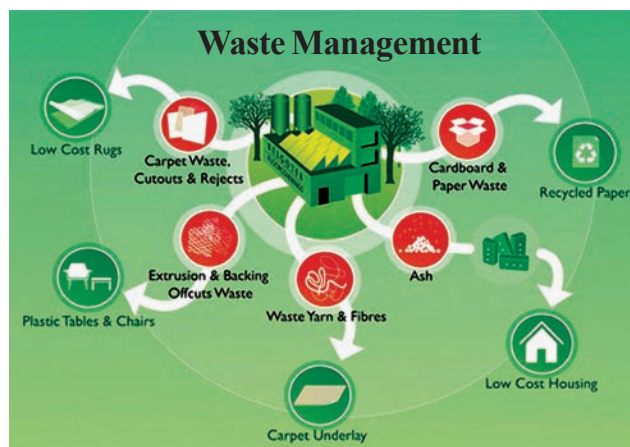 Waste Management
Low Cost Rugs
Carpet Waste,
Cutouts & Rejects
Cardboard &
Paper Waste
Recycled Paper
Extrusion & Backing
Offcuts Waste
Waste Yarn & Fibres
Ash
Plastic Tables & Chairs
Low Cost Housing
Carpet Underlay